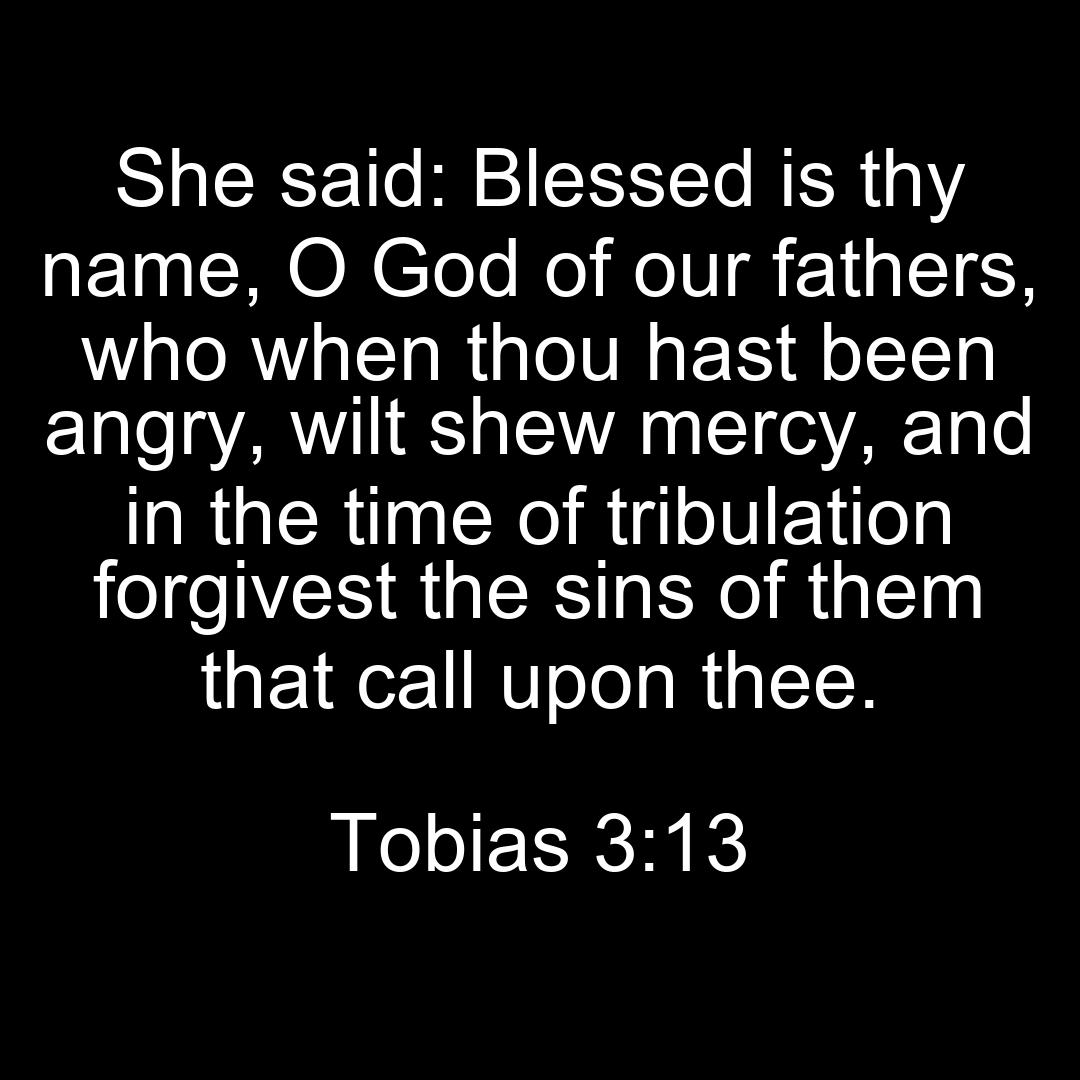 She said: Blessed is thy
name, O God of our fathers,
who when thou hast been
angry, wilt shew mercy, and
in the time of tribulation
forgivest the sins of them
that call upon thee.
Tobias 3:13